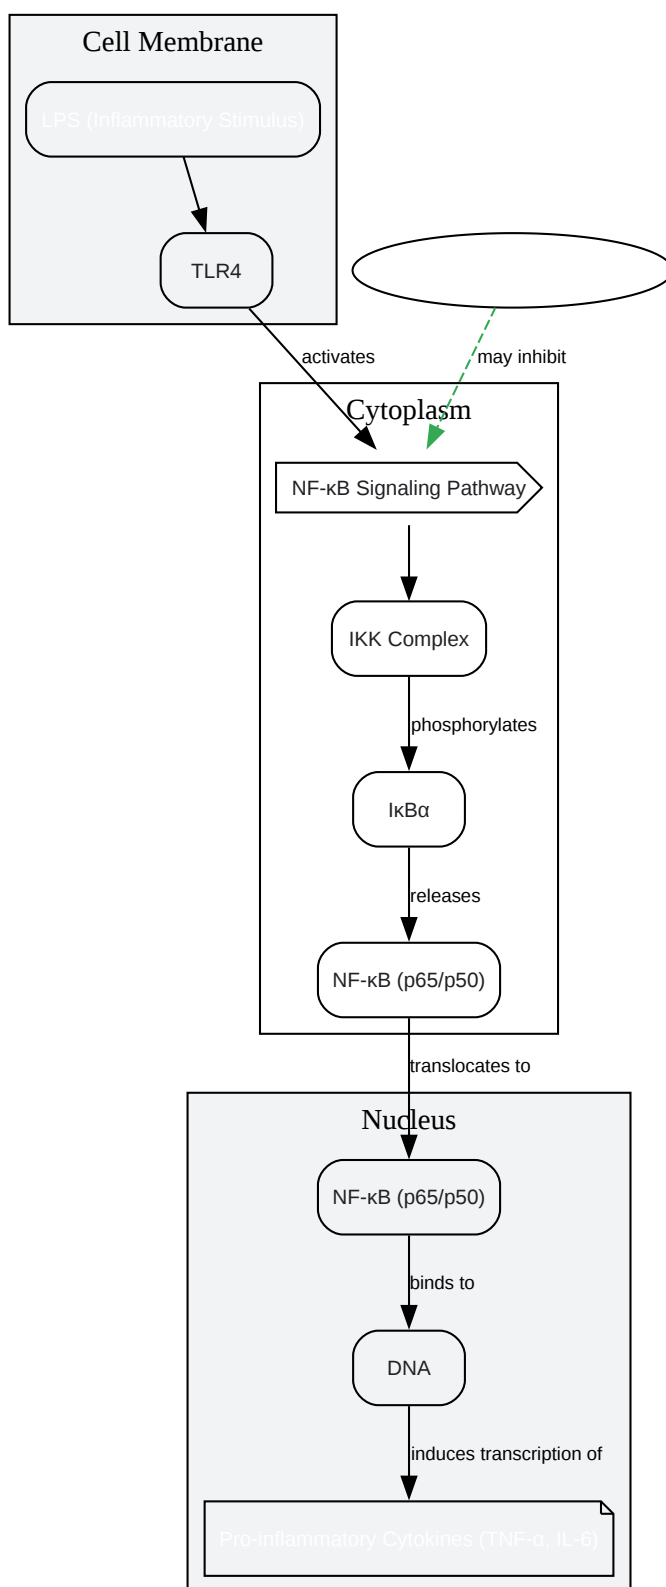 Cell Membrane
LPS (Inflammatory Stimulus)
TLR4
activates
may inhibit
Cytoplasm
NF-κB Signaling Pathway
IKK Complex
phosphorylates
IκBα
releases
NF-κB (p65/p50)
translocates to
Nucleus
NF-κB (p65/p50)
binds to
DNA
induces transcription of
Pro-inflammatory Cytokines (TNF-α, IL-6)